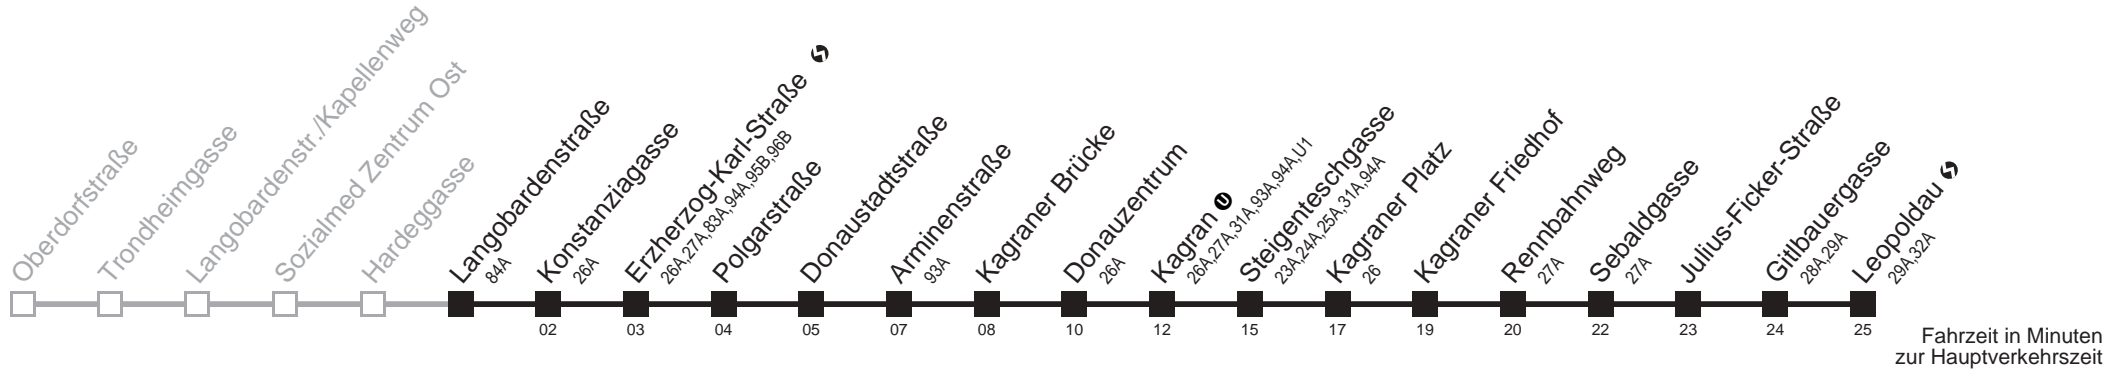 Oberdorfstraße
Trondheimgasse
Langobardenstr./Kapellenweg
Sozialmed Zentrum Ost
Hardeggasse
Langobardenstraße
84A
Konstanziagasse
26A
Erzherzog-Karl-Straße
26A,27A,83A,94A,95B,96B
Polgarstraße
Donaustadtstraße
Arminenstraße
93A
Kagraner Brücke
Donauzentrum
26A
Kagran U
26A,27A,31A,93A,94A,U1
Steigenteschgasse
23A,24A,25A,31A,94A
Kagraner Platz
26
Kagraner Friedhof
Rennbahnweg
27A
Sebaldgasse
27A
Julius-Ficker-Straße
Gitlbauergasse
28A,29A
Leopoldau
29A,32A
02 03 04 05 07 08 10 12 15 17 19 20 22 23 24 25
Fahrzeit in Minuten
zur Hauptverkehrszeit